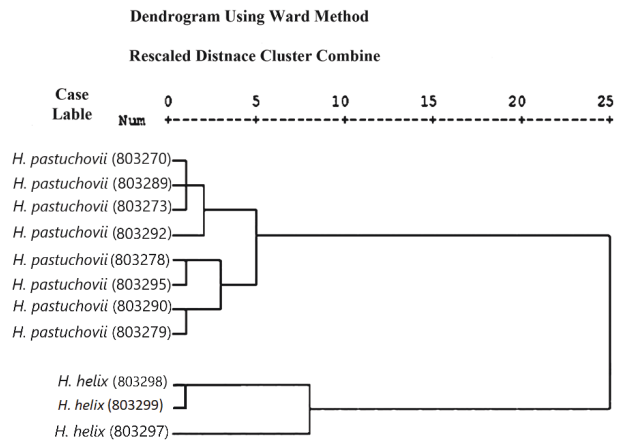 Dendrogram Using Ward Method
Rescaled Distnace Cluster Combine
Case
Lable
Num
0 5 10 15 20 25
H. pastuchovii (803270)
H. pastuchovii (803289)
H. pastuchovii (803273)
H. pastuchovii (803292)
H. pastuchovii (803278)
H. pastuchovii (803295)
H. pastuchovii (803290)
H. pastuchovii (803279)
H. helix (803298)
H. helix (803299)
H. helix (803297)